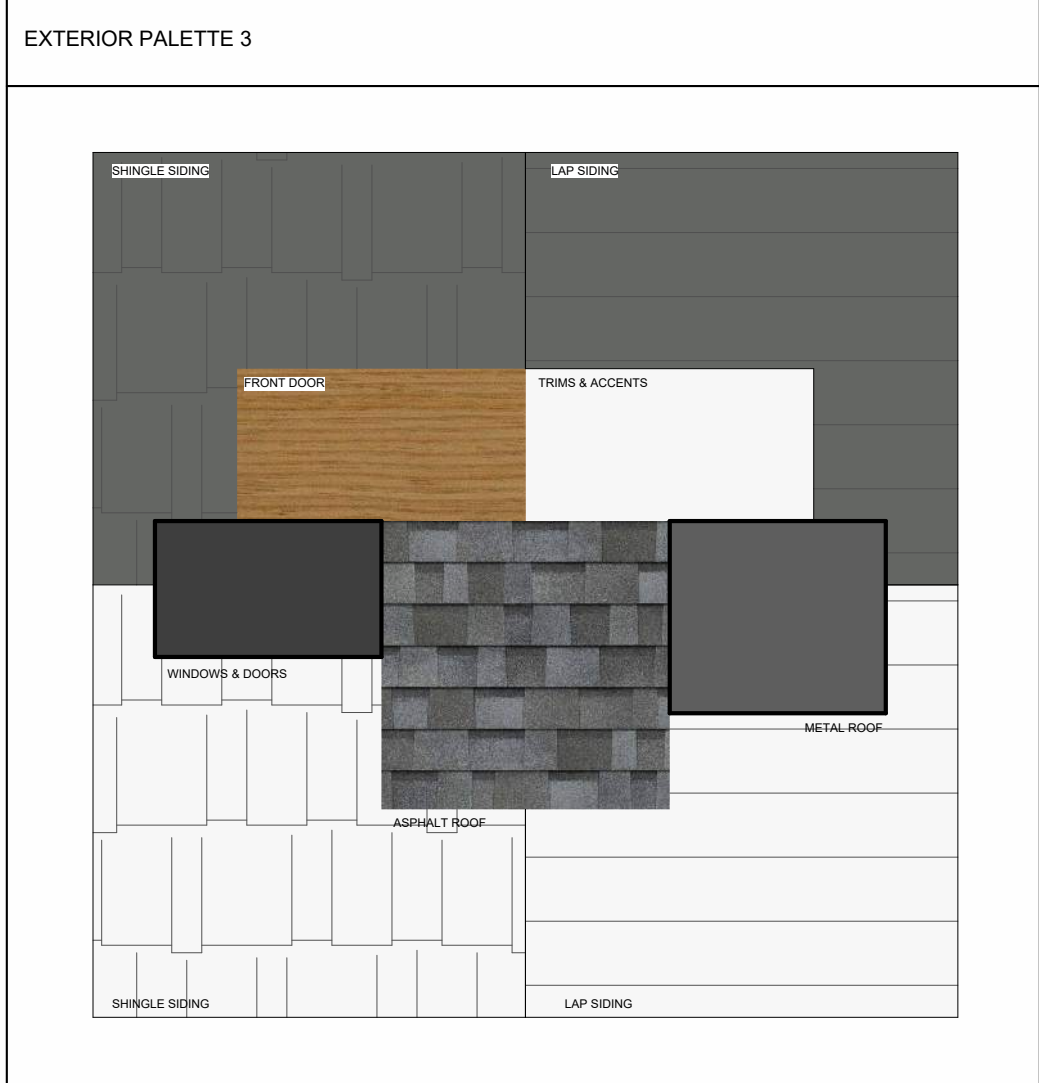 EXTERIOR PALETTE 3
SHINGLE SIDING
LAP SIDING
FRONT DOOR
TRIMS & ACCENTS
WINDOWS & DOORS
METAL ROOF
ASPHALT ROOF
SHINGLE SIDING
LAP SIDING